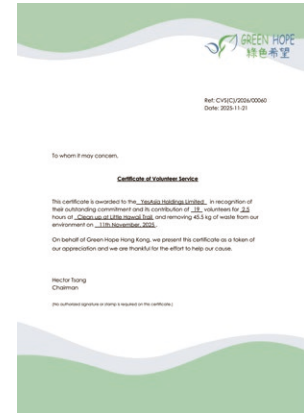 GREEN HOPE
綠色希望
Ref: CVS(C)/2026/00060
Date: 2025-11-21
To whom it may concern,
Certificate of Volunteer Service
This certificate is awarded to the YesAsia Holdings Limited in recognition of
their outstanding commitment and its contribution of 19 volunteers for 2.5
hours of Clean up at Little Hawaii Trail and removing 45.5 kg of waste from our
environment on 11th November, 2025.
On behalf of Green Hope Hong Kong, we present this certificate as a token of
our appreciation and we are thankful for the effort to help our cause.
Hector Tsang
Chairman
(No authorised signature or stamp is required on the certificate.)